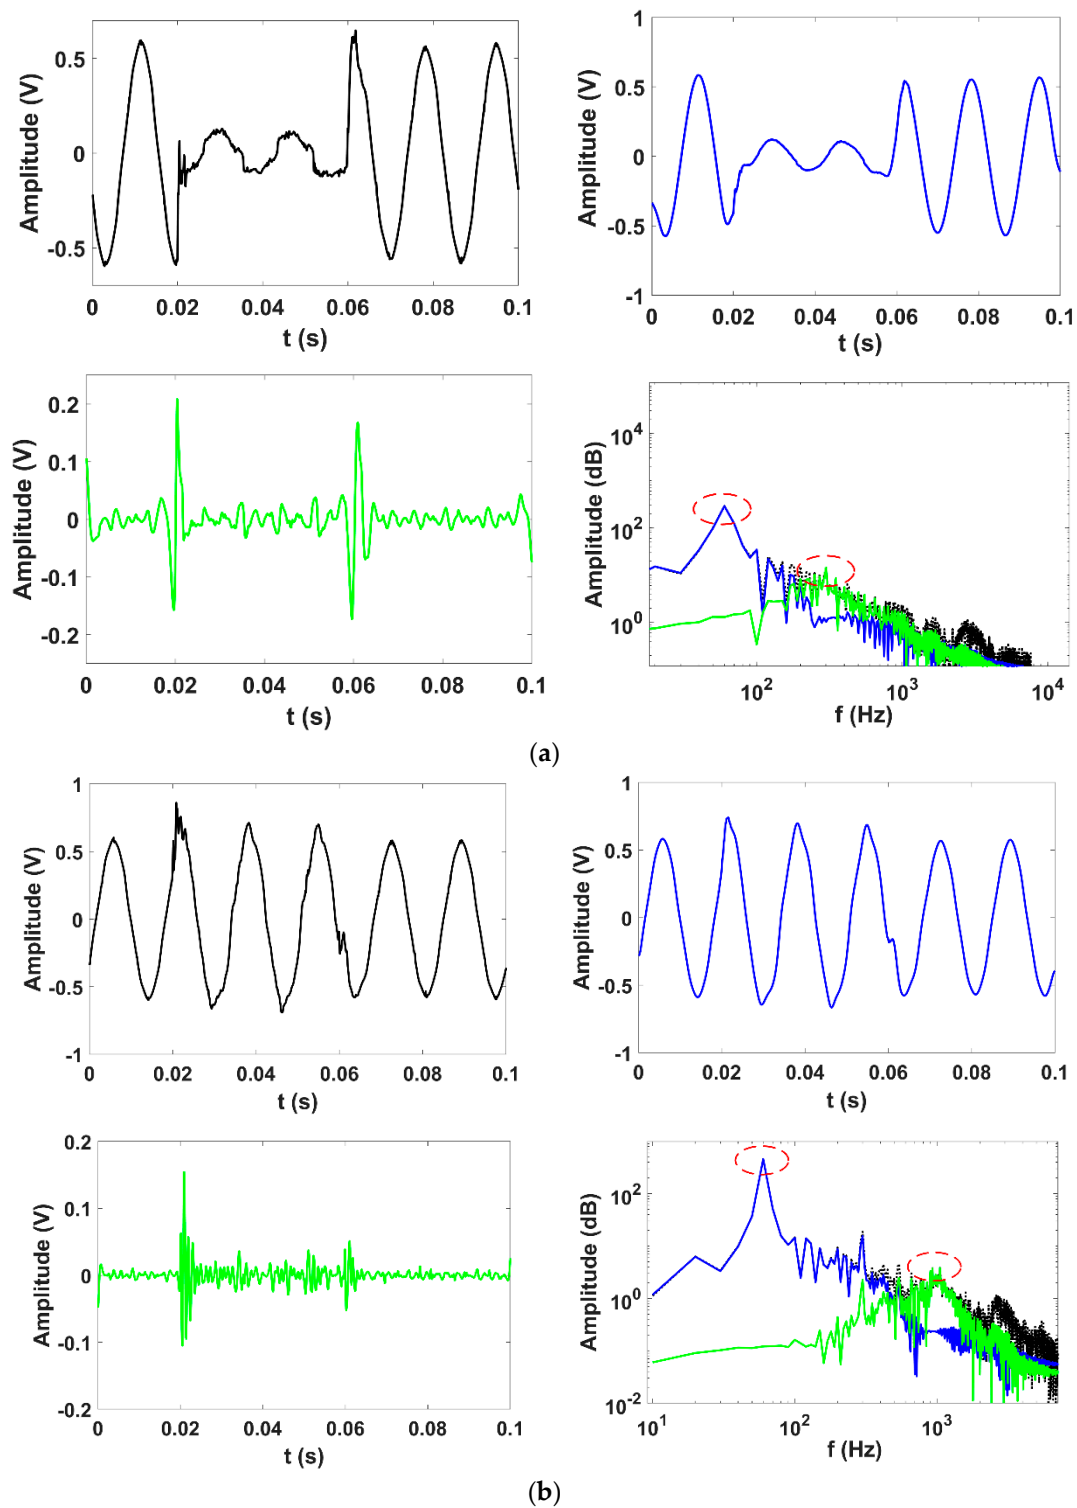 0.5
0
-0.5
Amplitude (V)
0 0.02 0.04 0.06 0.08 0.1
t (s)
1
0.5
0
-0.5
-1
Amplitude (V)
0 0.02 0.04 0.06 0.08 0.1
t (s)
0.2
0.1
0
-0.1
-0.2
Amplitude (V)
0 0.02 0.04 0.06 0.08 0.1
t (s)
10^4
10^2
10^0
Amplitude (dB)
10^2 10^3 10^4
f (Hz)
(a)
1
0.5
0
-0.5
-1
Amplitude (V)
0 0.02 0.04 0.06 0.08 0.1
t (s)
1
0.5
0
-0.5
-1
Amplitude (V)
0 0.02 0.04 0.06 0.08 0.1
t (s)
0.2
0.1
0
-0.1
-0.2
Amplitude (V)
0 0.02 0.04 0.06 0.08 0.1
t (s)
10^2
10^0
10^-2
Amplitude (dB)
10^1 10^2 10^3
f (Hz)
(b)